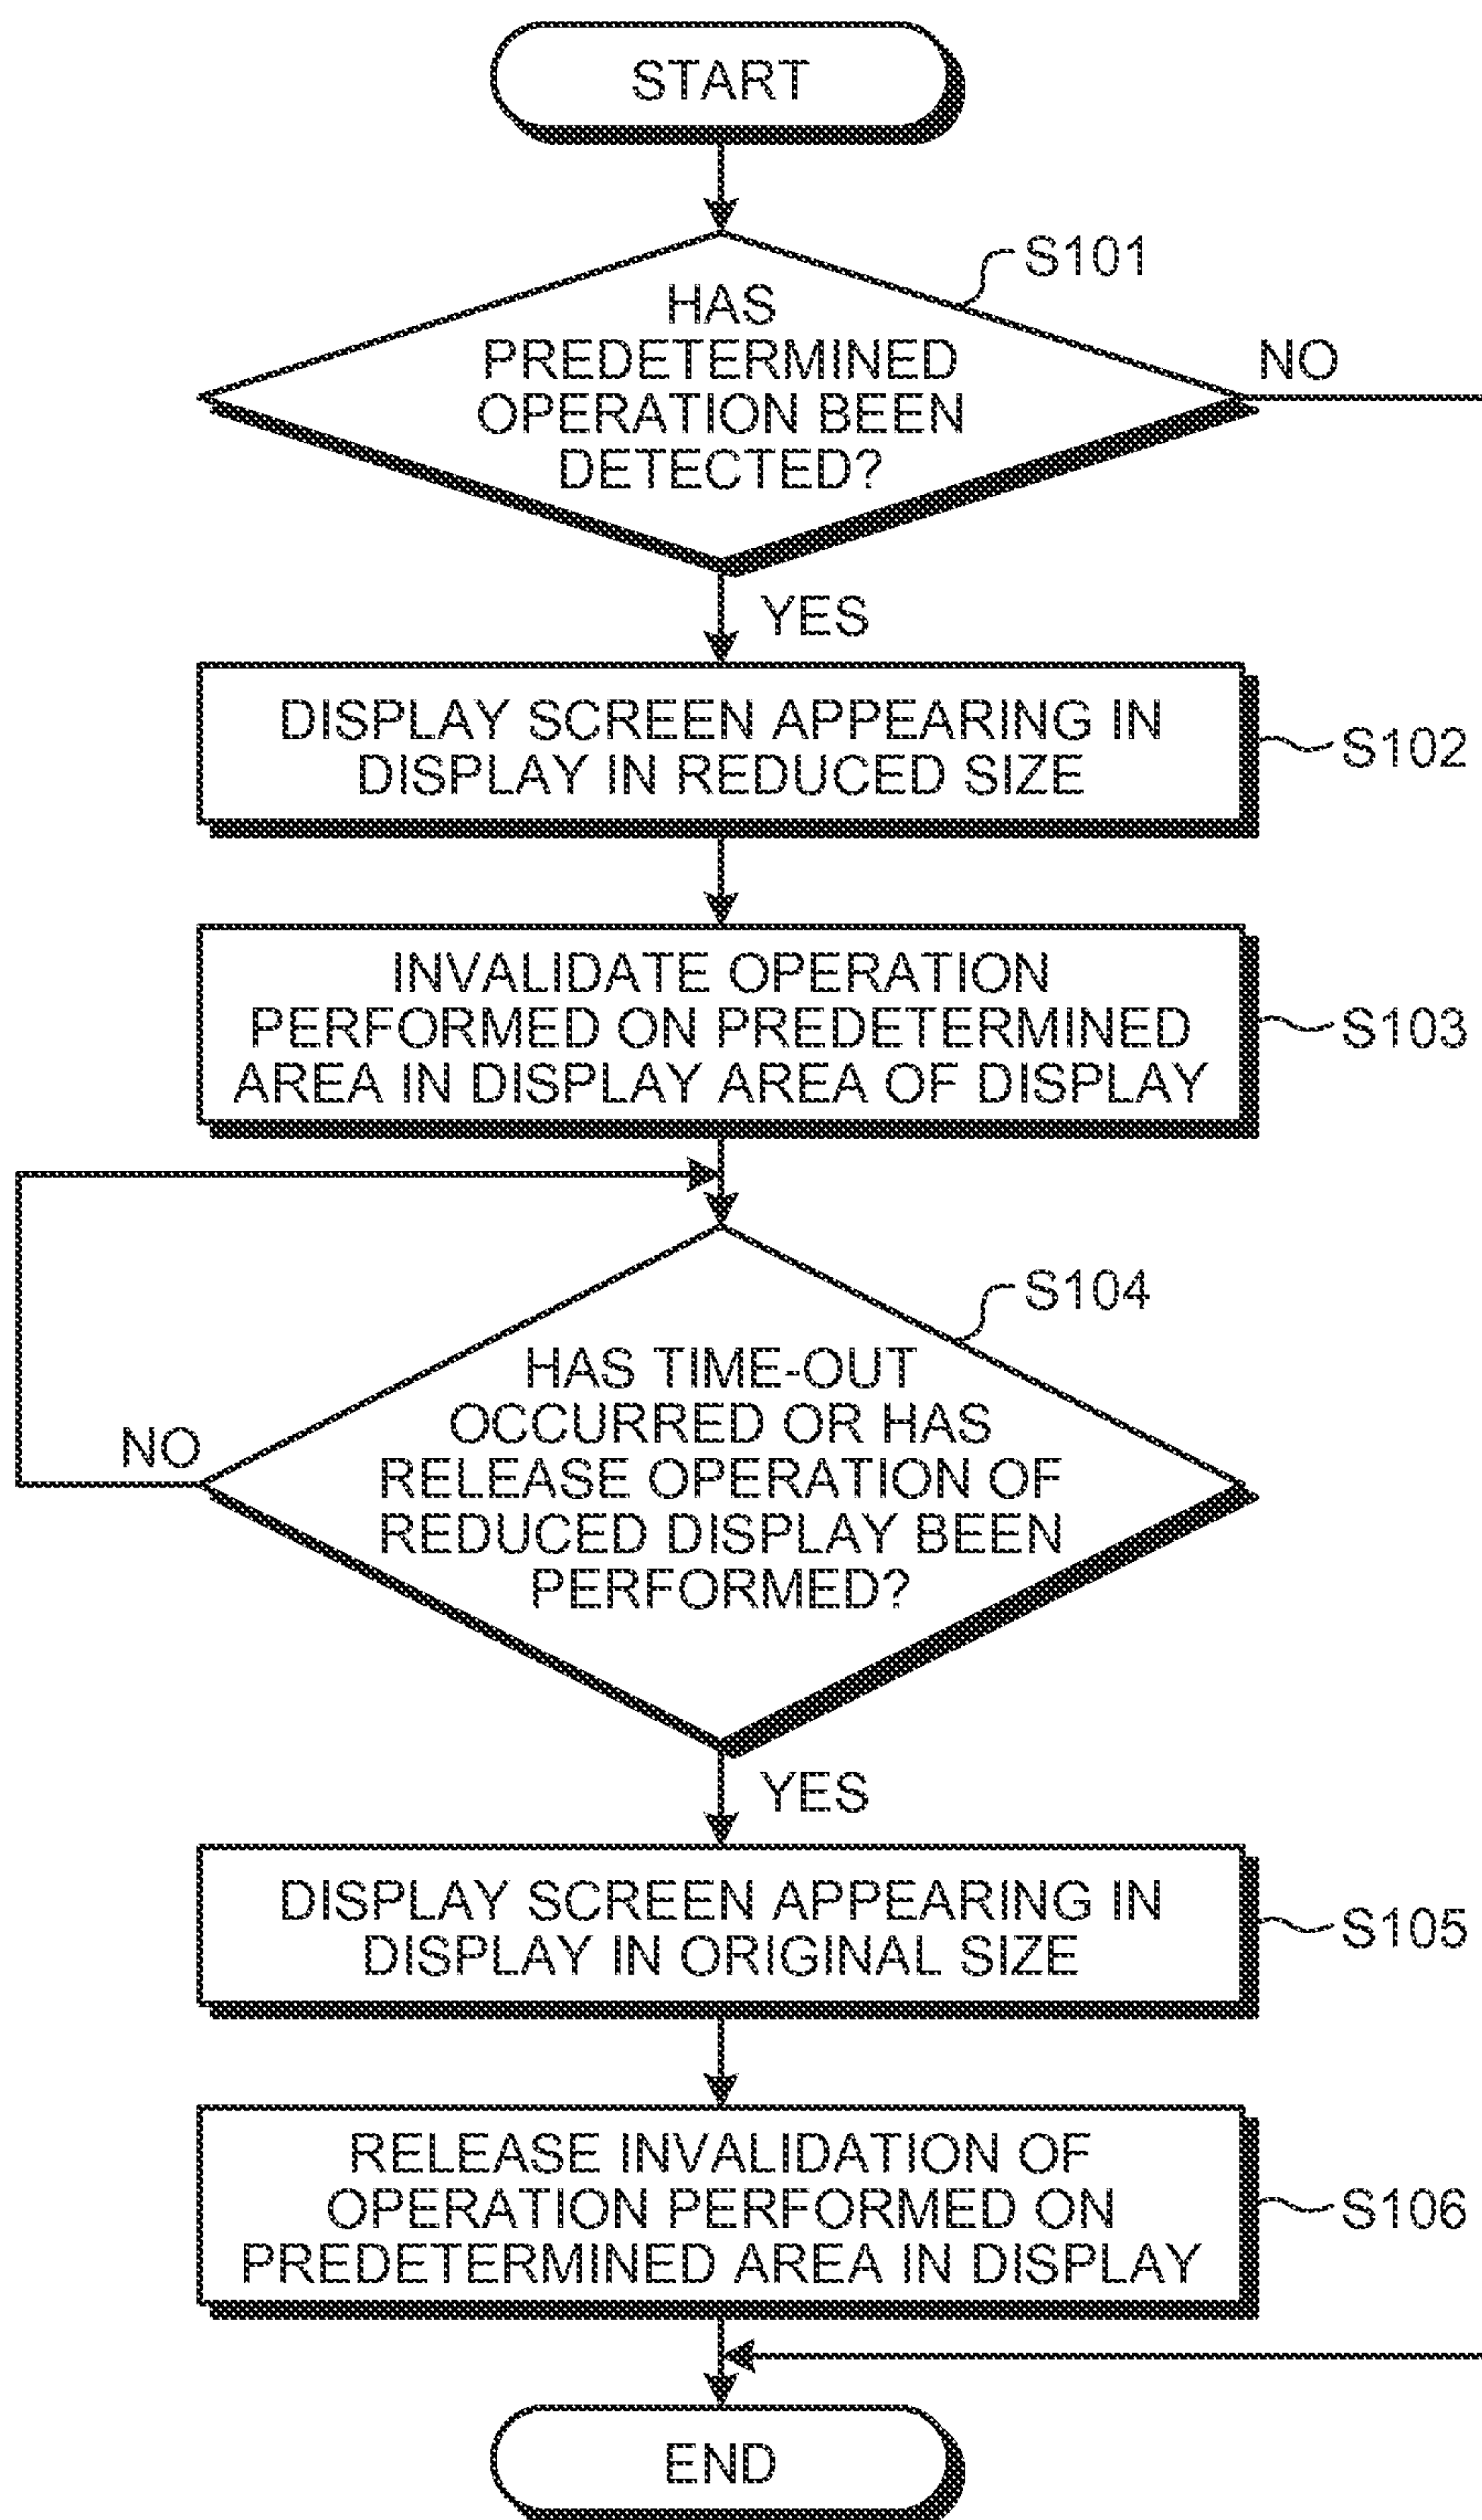 START
S101
HAS
PREDETERMINED
OPERATION BEEN
DETECTED?
NO
YES
DISPLAY SCREEN APPEARING IN
DISPLAY IN REDUCED SIZE
S102
INVALIDATE OPERATION
PERFORMED ON PREDETERMINED
AREA IN DISPLAY AREA OF DISPLAY
S103
S104
HAS TIME-OUT
OCCURRED OR HAS
RELEASE OPERATION OF
REDUCED DISPLAY BEEN
PERFORMED?
NO
YES
DISPLAY SCREEN APPEARING IN
DISPLAY IN ORIGINAL SIZE
S105
RELEASE INVALIDATION OF
OPERATION PERFORMED ON
PREDETERMINED AREA IN DISPLAY
S106
END